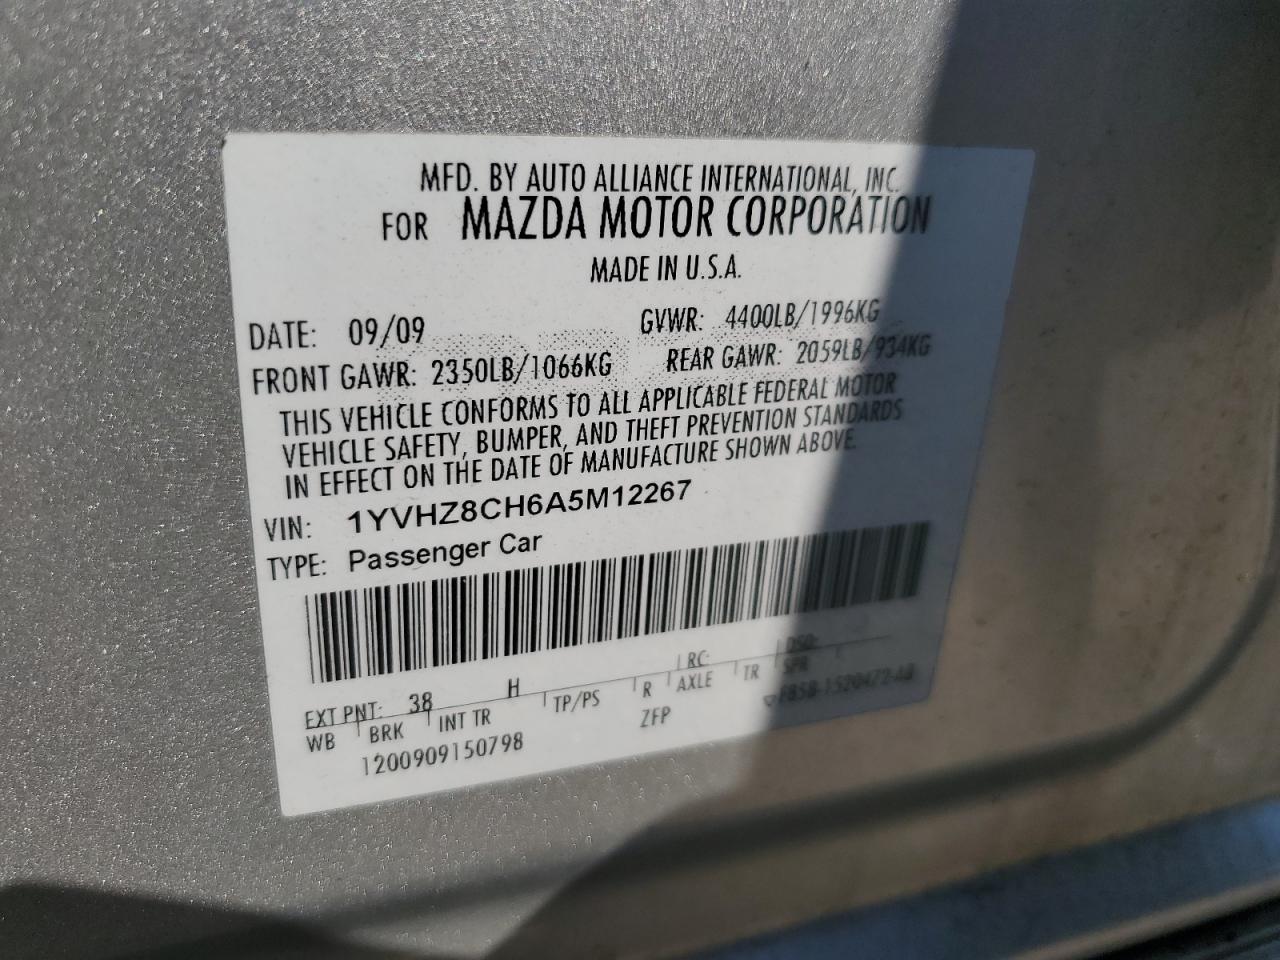 MFD. BY AUTO ALLIANCE INTERNATIONAL, INC.
FOR MAZDA MOTOR CORPORATION
MADE IN U.S.A.
DATE: 09/09 GVWR: 4400LB/1996KG
FRONT GAWR: 2350LB/1066KG REAR GAWR: 2059LB/934KG
THIS VEHICLE CONFORMS TO ALL APPLICABLE FEDERAL MOTOR
VEHICLE SAFETY, BUMPER, AND THEFT PREVENTION STANDARDS
IN EFFECT ON THE DATE OF MANUFACTURE SHOWN ABOVE.
VIN: 1YVHZ8CH6A5M12267
TYPE: Passenger Car
EXT PNT: 38 H RC: DSO:
WB BRK INT TR TP/PS R AXLE TR SPR
1200909150798 ZFP